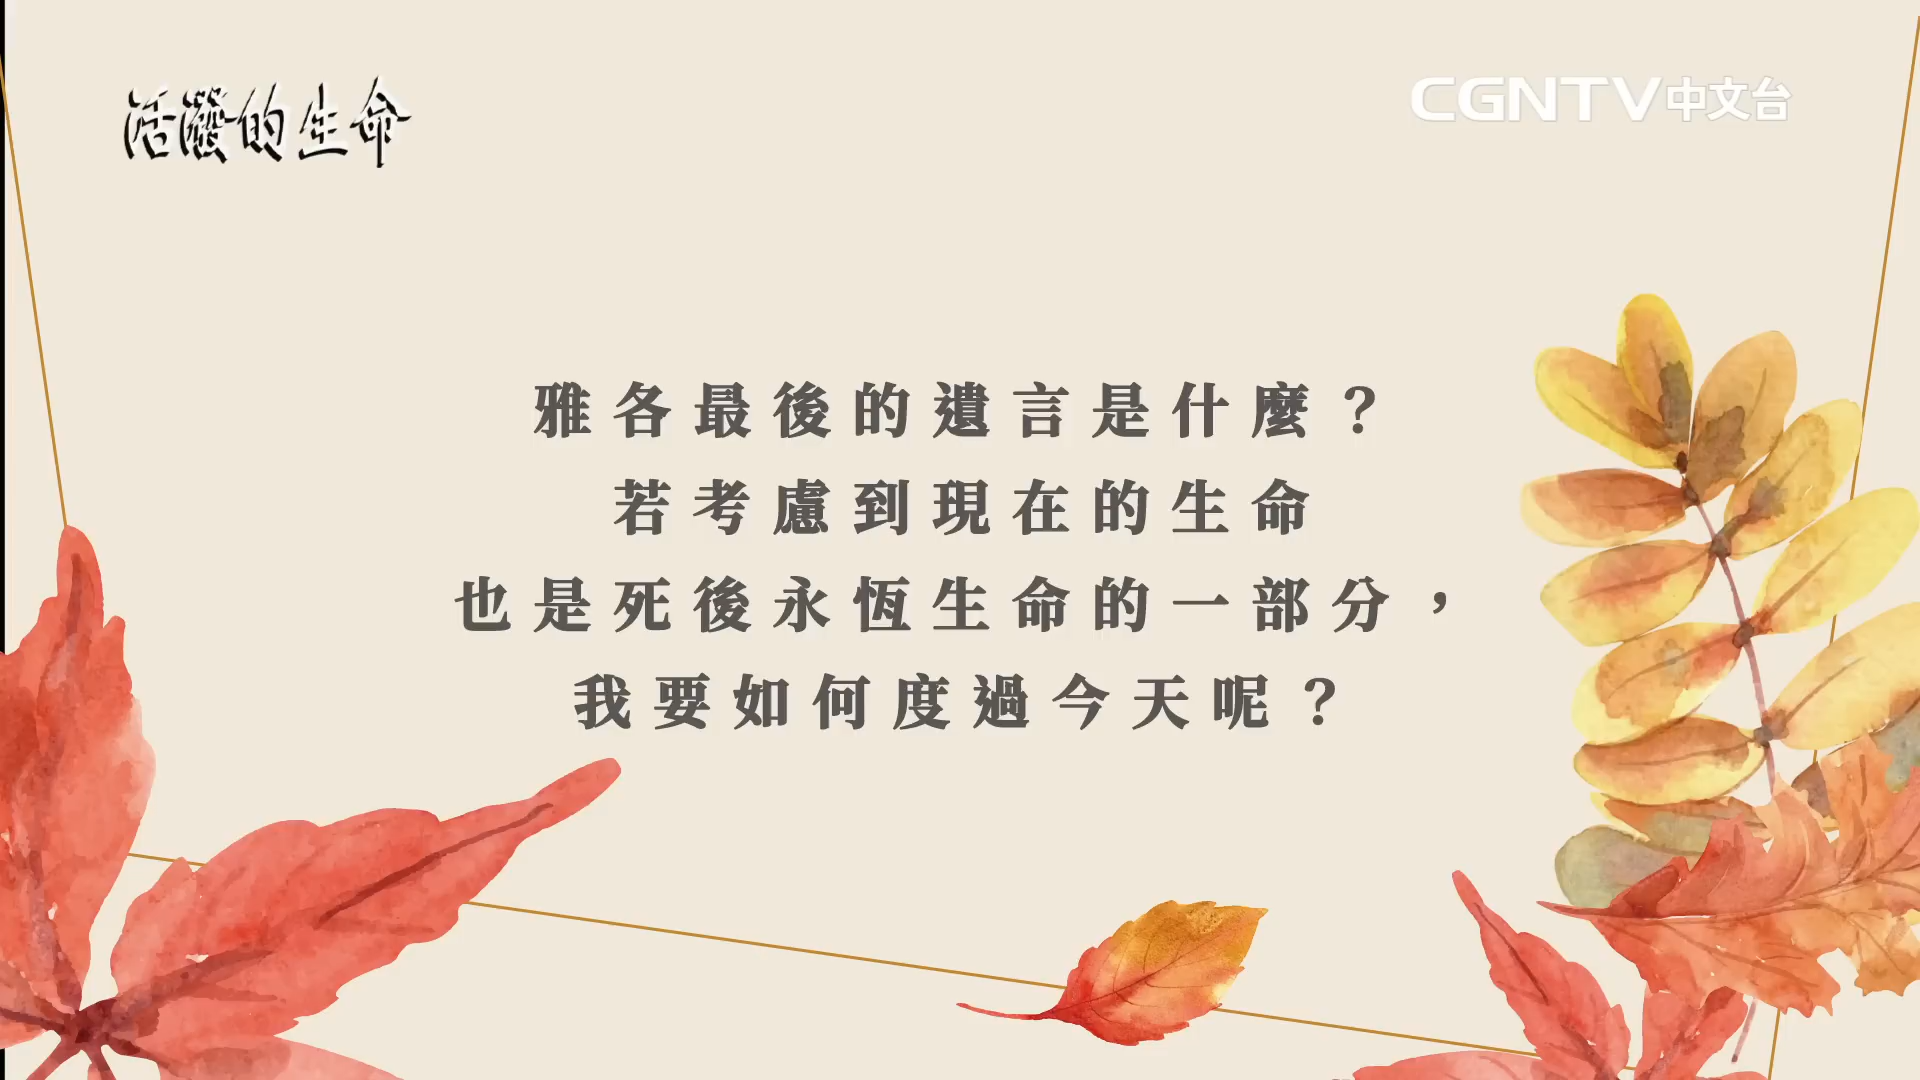 活潑的生命
CGNTV中文台
雅各最後的遺言是什麼？
若考慮到現在的生命
也是死後永恆生命的一部分，
我要如何度過今天呢？